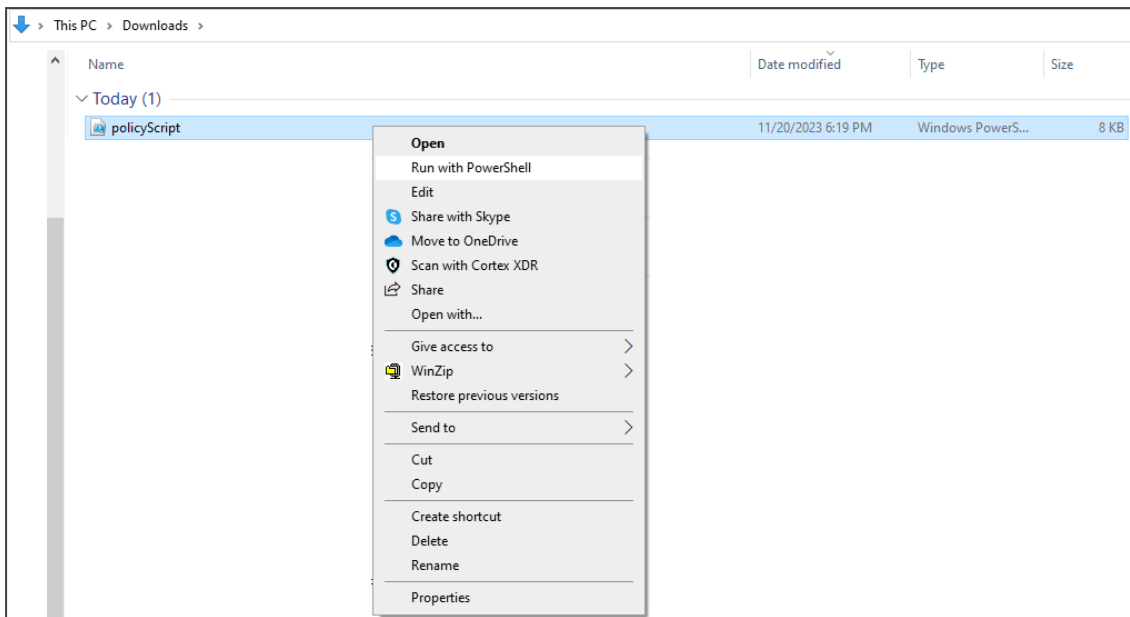 This PC > Downloads >
Name Date modified Type Size
Today (1)
policyScript 11/20/2023 6:19 PM Windows PowerS... 8 KB
Open
Run with PowerShell
Edit
Share with Skype
Move to OneDrive
Scan with Cortex XDR
Share
Open with...
Give access to
WinZip
Restore previous versions
Send to
Cut
Copy
Create shortcut
Delete
Rename
Properties